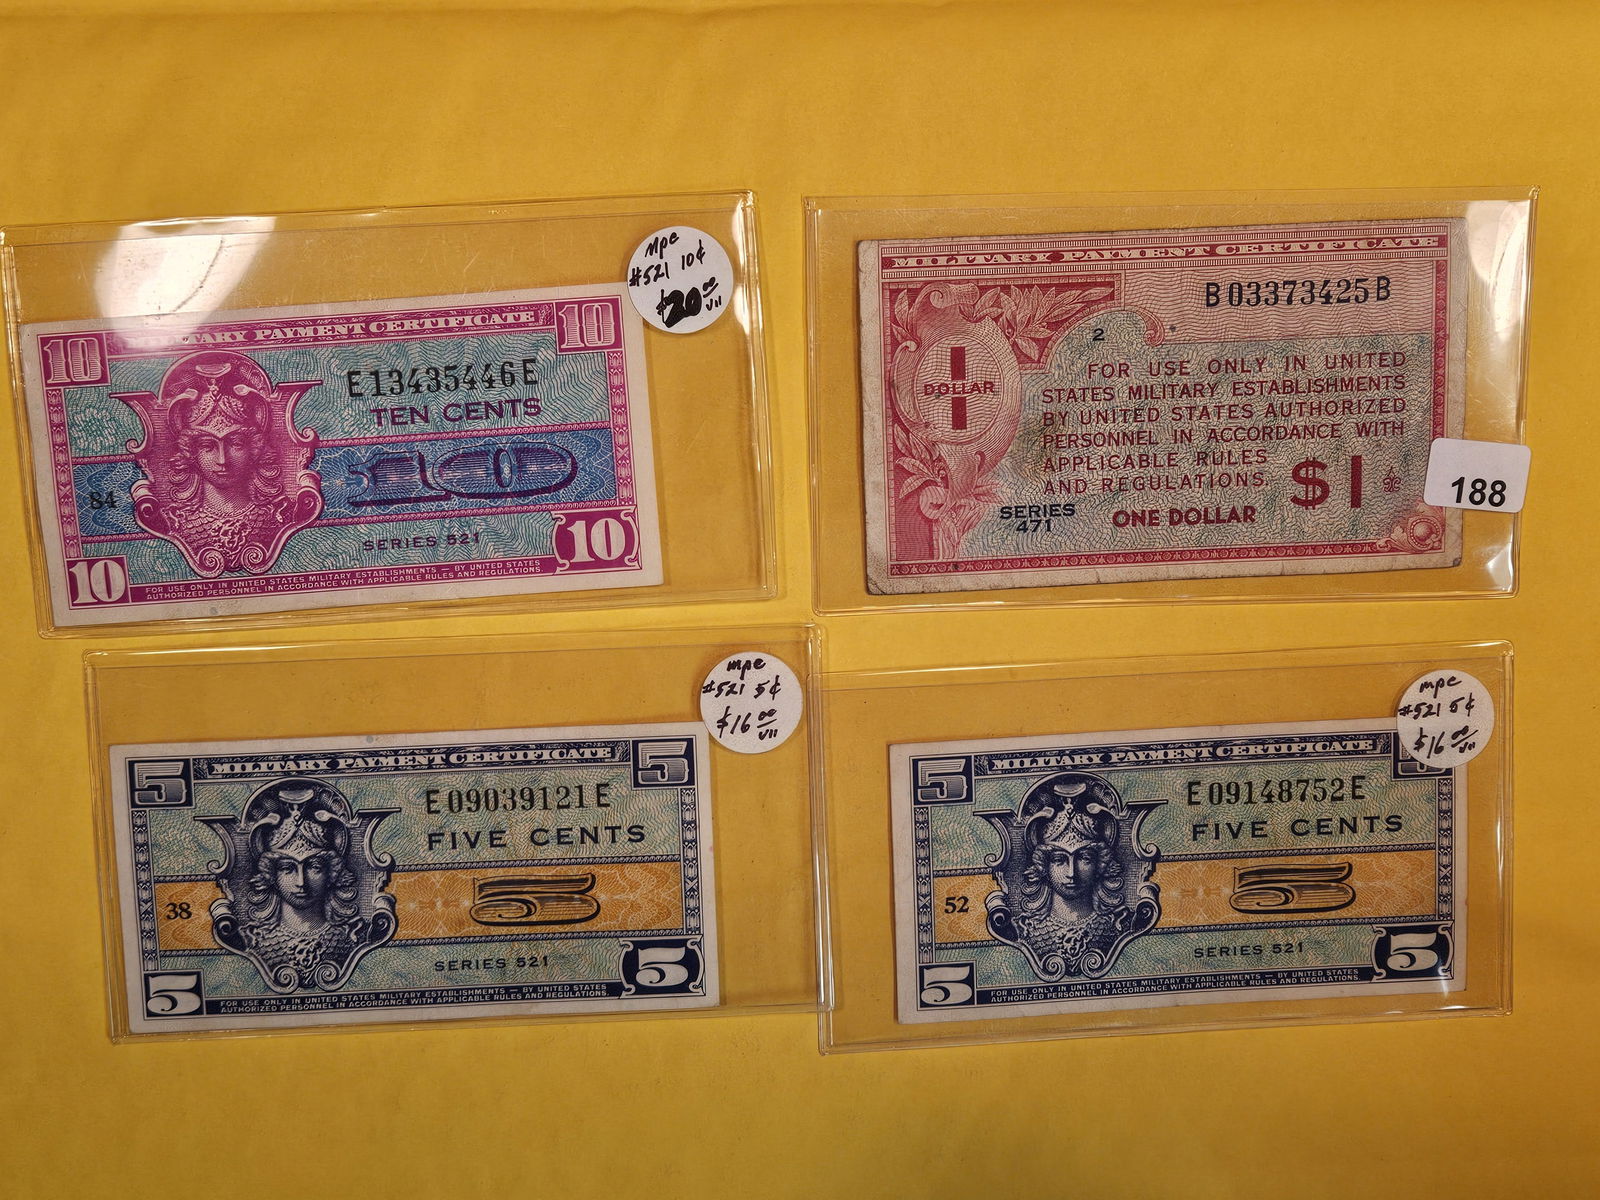 mpc
#521 10¢
$20.00
VII
10
MILITARY PAYMENT CERTIFICATE
10
E13435446E
TEN CENTS
84
10
SERIES 521
10
10
FOR USE ONLY IN UNITED STATES MILITARY ESTABLISHMENTS — BY UNITED STATES
AUTHORIZED PERSONNEL IN ACCORDANCE WITH APPLICABLE RULES AND REGULATIONS.
MILITARY PAYMENT CERTIFICATE
B03373425B
2
1
DOLLAR
FOR USE ONLY IN UNITED
STATES MILITARY ESTABLISHMENTS
BY UNITED STATES AUTHORIZED
PERSONNEL IN ACCORDANCE WITH
APPLICABLE RULES
AND REGULATIONS.
$1
SERIES
471
ONE DOLLAR
188
mpc
#521 5¢
$16.00
VII
5
MILITARY PAYMENT CERTIFICATE
5
E09039121E
FIVE CENTS
38
5
SERIES 521
5
5
FOR USE ONLY IN UNITED STATES MILITARY ESTABLISHMENTS — BY UNITED STATES
AUTHORIZED PERSONNEL IN ACCORDANCE WITH APPLICABLE RULES AND REGULATIONS.
mpc
#521 5¢
$16.00
VII
5
MILITARY PAYMENT CERTIFICATE
E09148752E
FIVE CENTS
52
5
SERIES 521
5
5
FOR USE ONLY IN UNITED STATES MILITARY ESTABLISHMENTS — BY UNITED STATES
AUTHORIZED PERSONNEL IN ACCORDANCE WITH APPLICABLE RULES AND REGULATIONS.